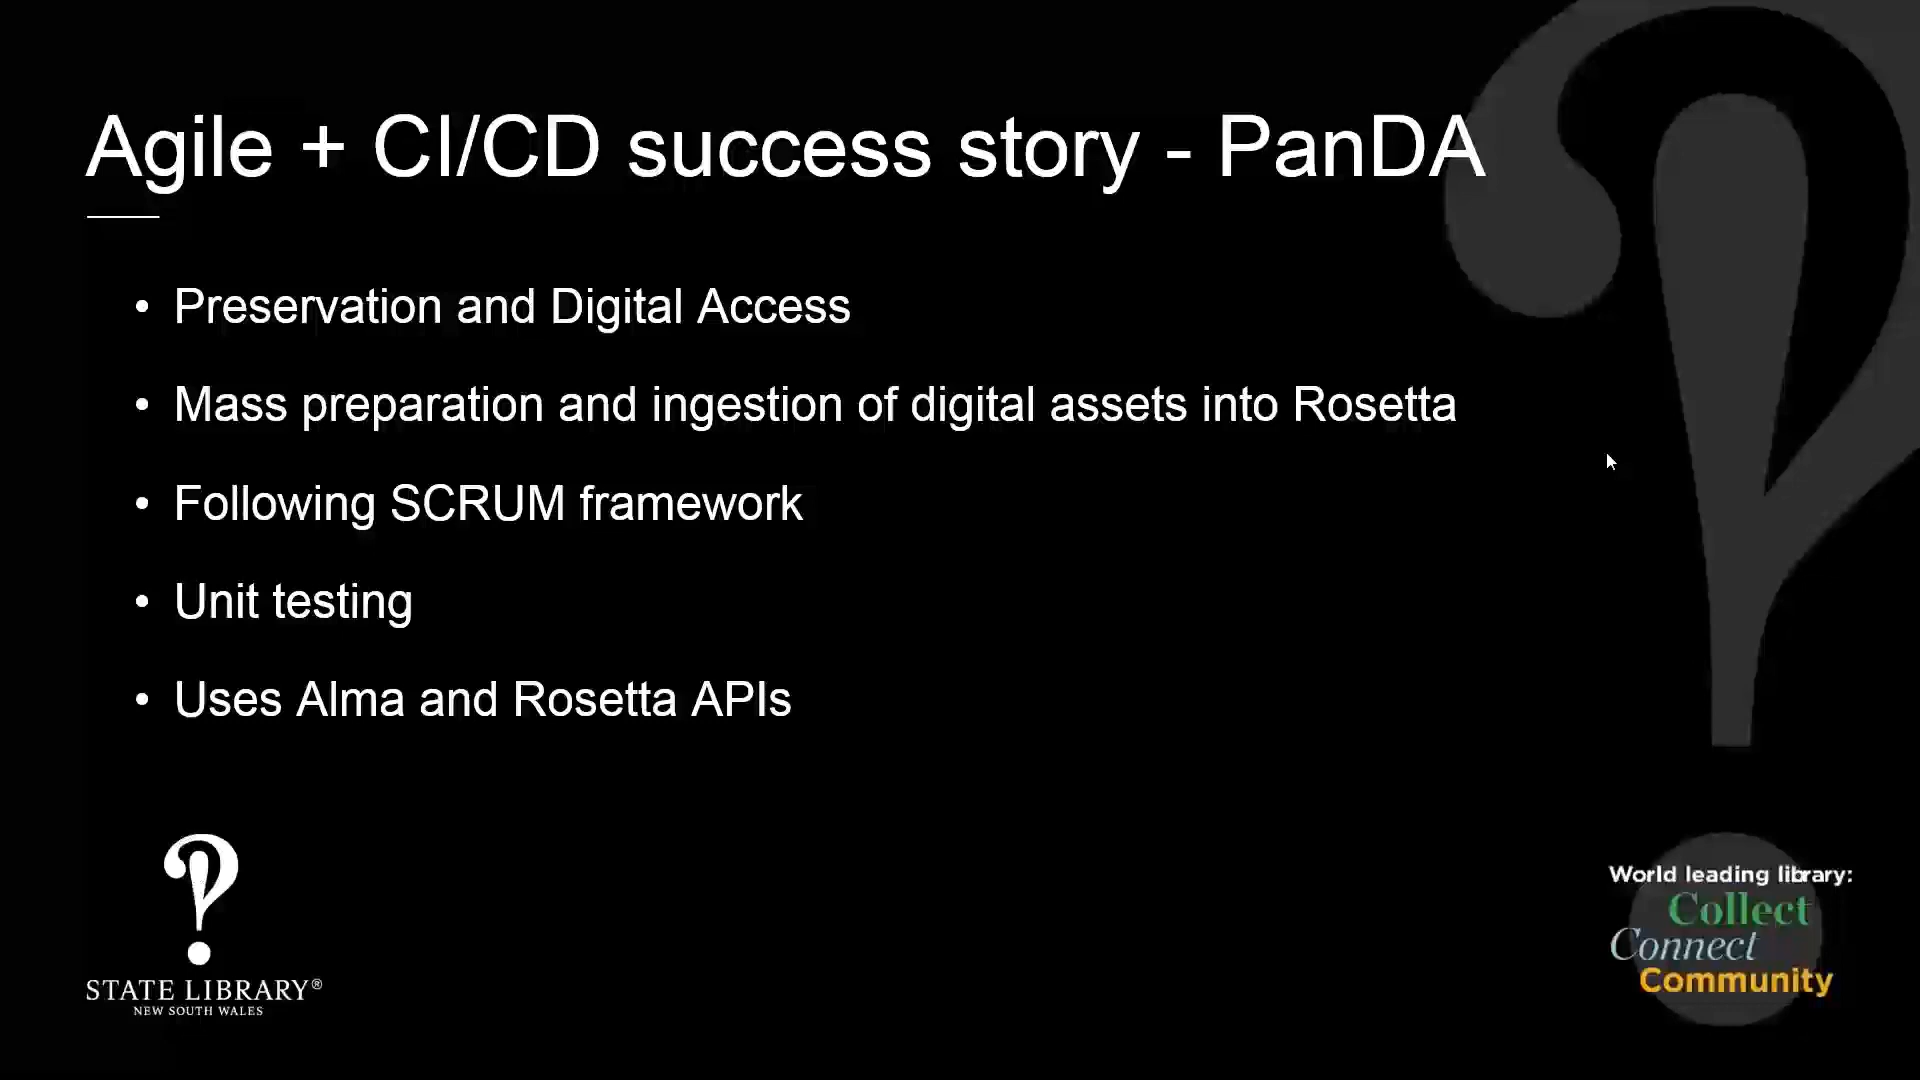 Agile + CI/CD success story - PanDA
• Preservation and Digital Access
• Mass preparation and ingestion of digital assets into Rosetta
• Following SCRUM framework
• Unit testing
• Uses Alma and Rosetta APIs
STATE LIBRARY®
NEW SOUTH WALES
World leading library:
Collect
Connect
Community